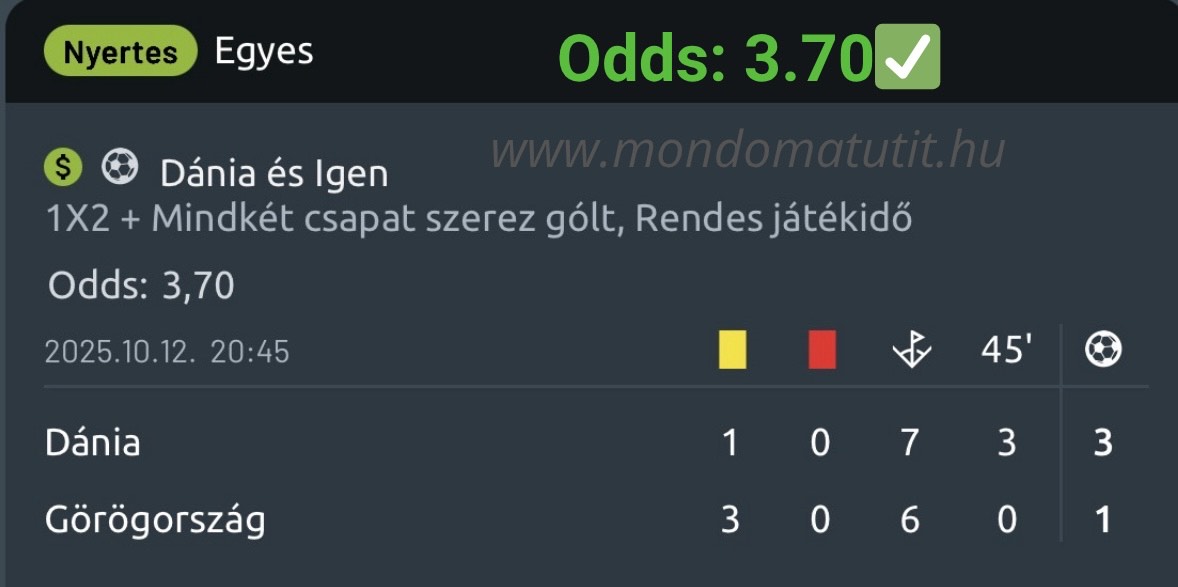 Nyertes Egyes Odds: 3.70✅
www.mondomatutit.hu
Dánia és Igen
1X2 + Mindkét csapat szerez gólt, Rendes játékidő
Odds: 3,70
2025.10.12. 20:45 45'
Dánia 1 0 7 3 3
Görögország 3 0 6 0 1